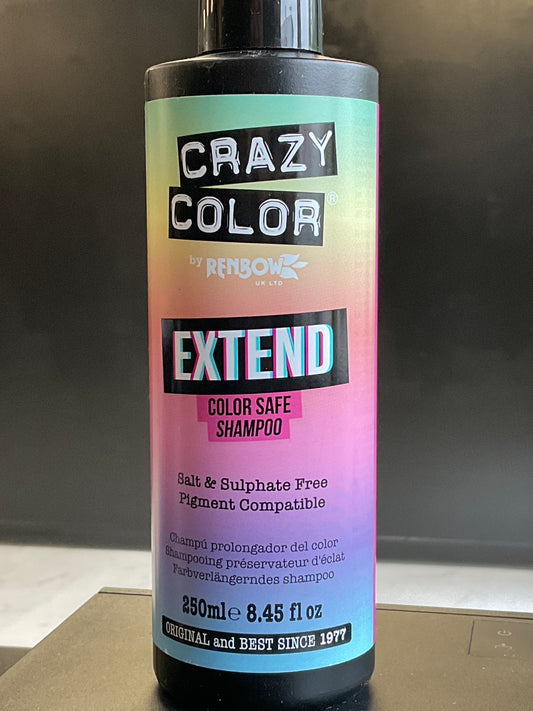 CRAZY
COLOR®
by RENBOW
UK LTD
EXTEND
COLOR SAFE
SHAMPOO
Salt & Sulphate Free
Pigment Compatible
Champú prolongador del color
Shampooing préservateur d'éclat
Farbverlängerndes shampoo
250ml℮ 8.45 fl oz
ORIGINAL and BEST SINCE 1977